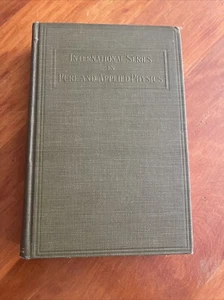 INTERNATIONAL SERIES
IN
PURE AND APPLIED PHYSICS